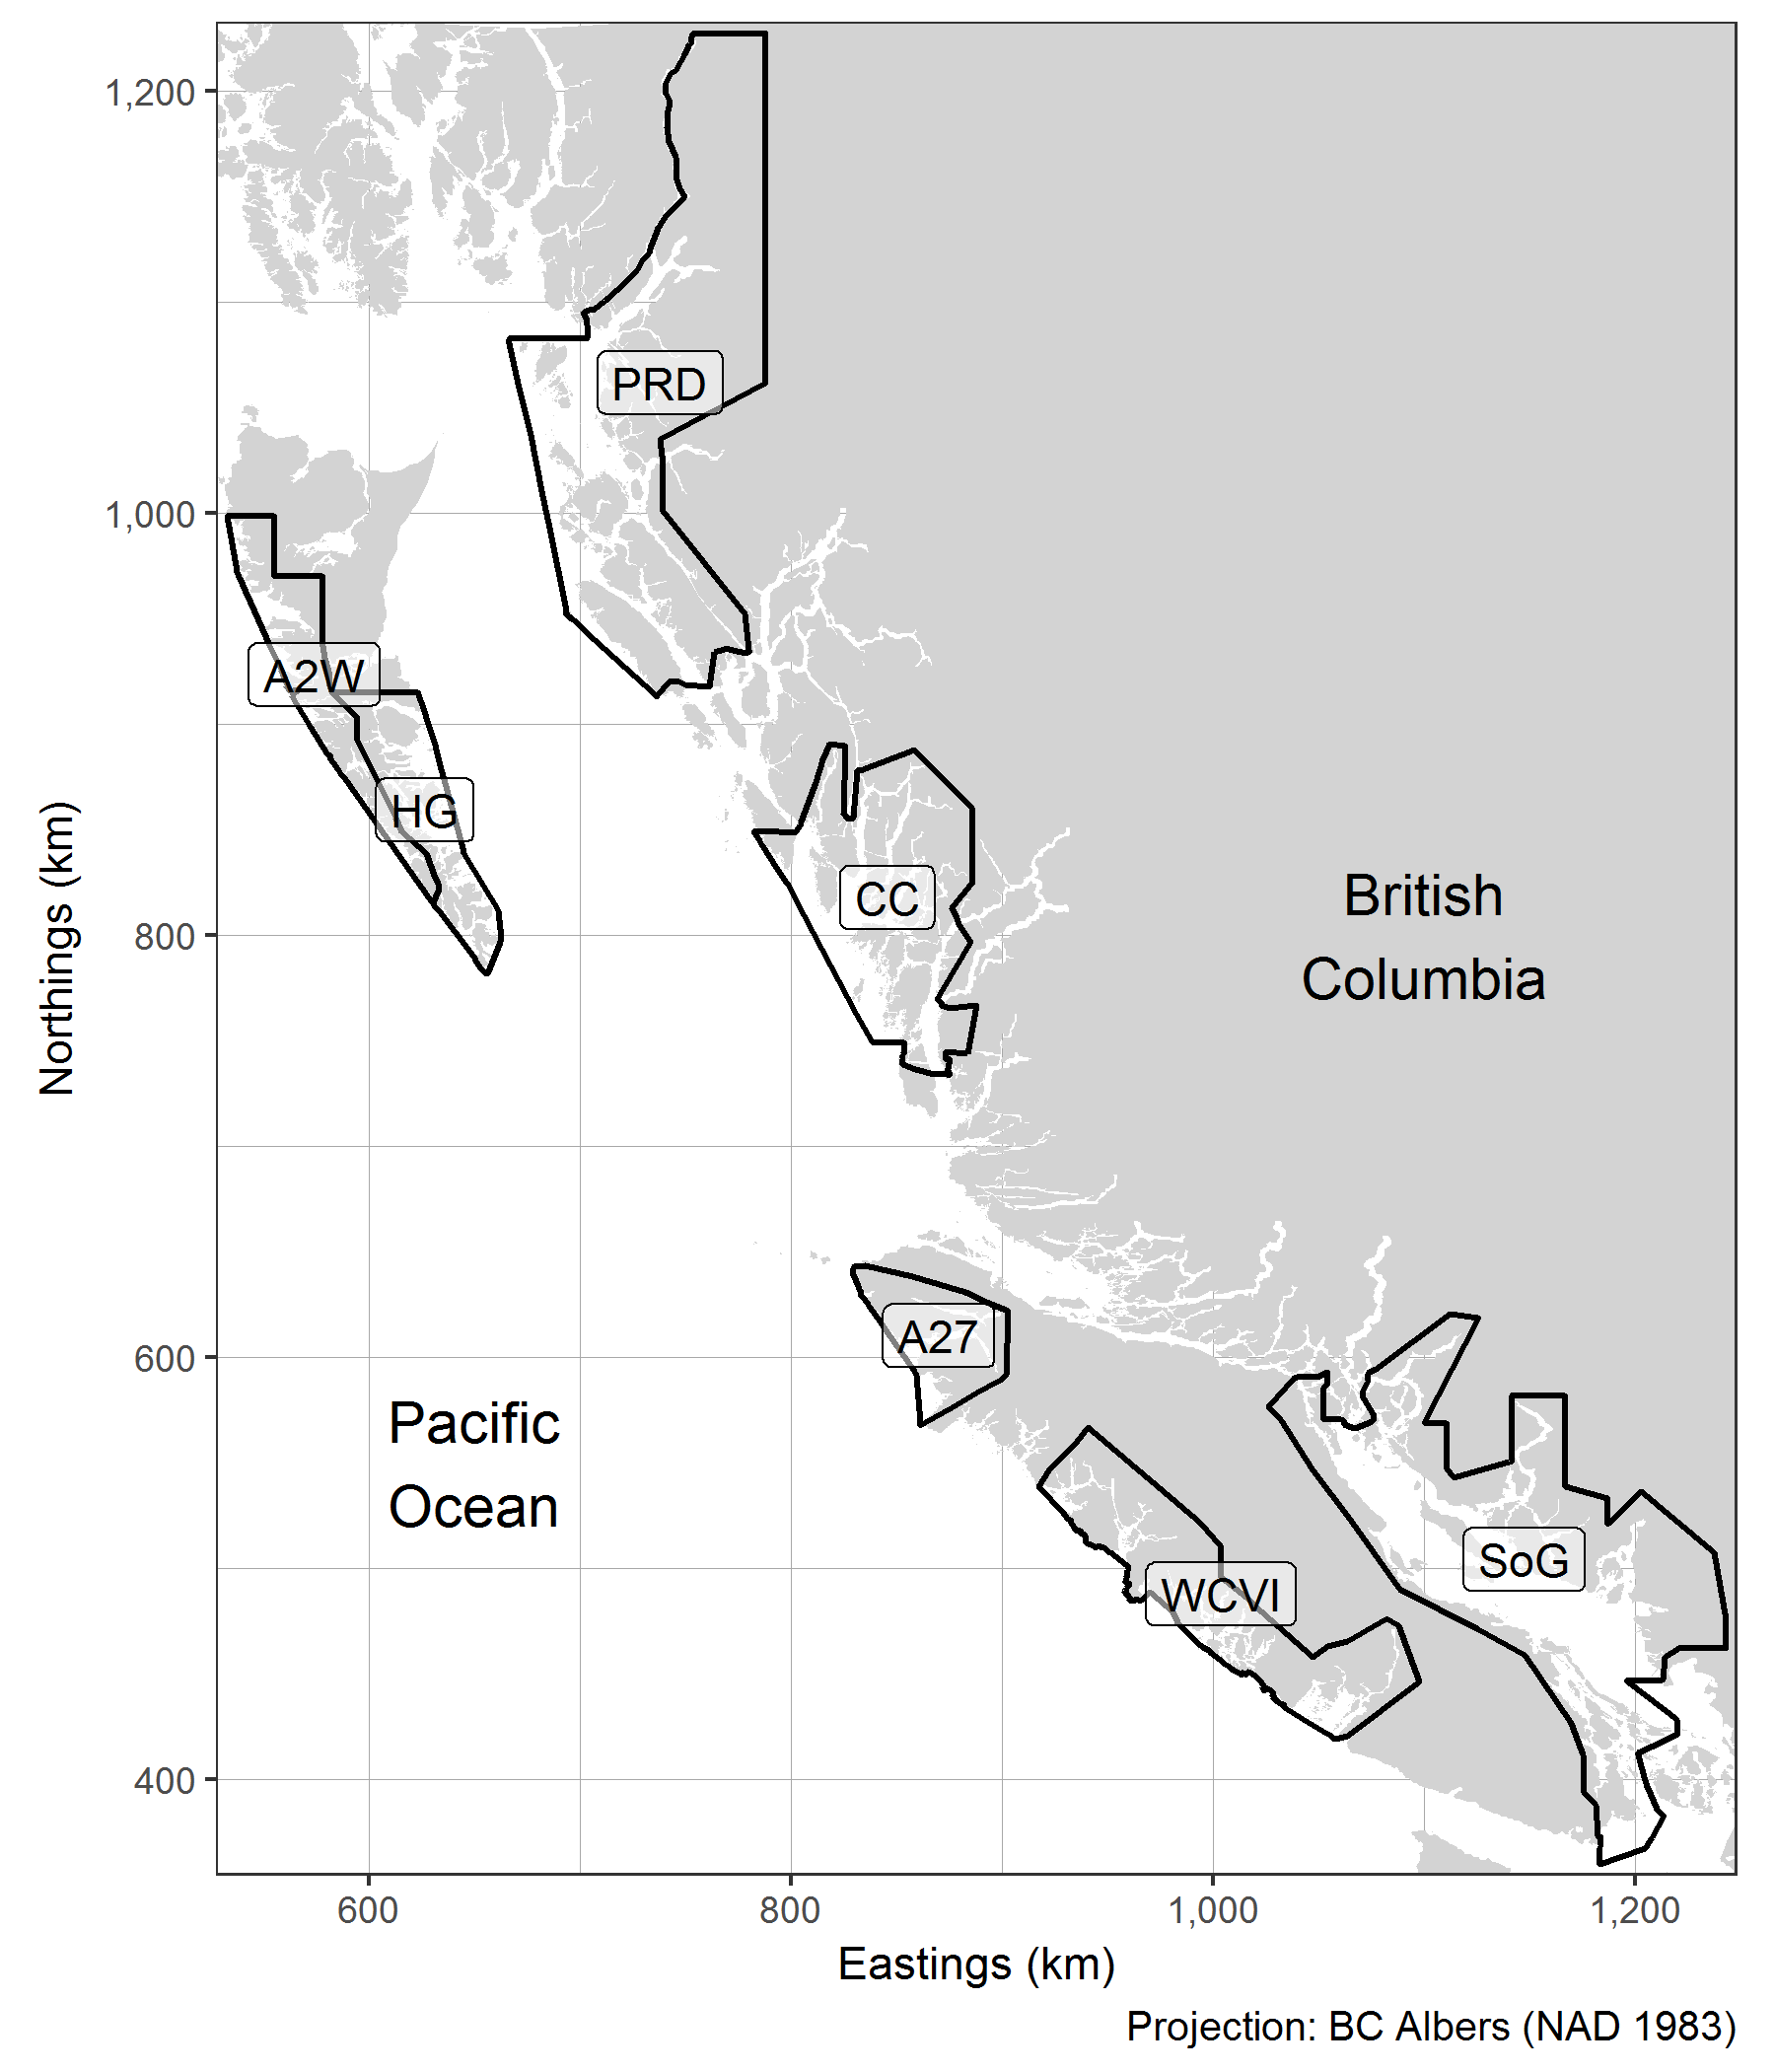 1,200
PRD
1,000
A2W
HG
CC
British
Columbia
800
Northings (km)
A27
600
Pacific
Ocean
SoG
WCVI
400
600
800
1,000
1,200
Eastings (km)
Projection: BC Albers (NAD 1983)